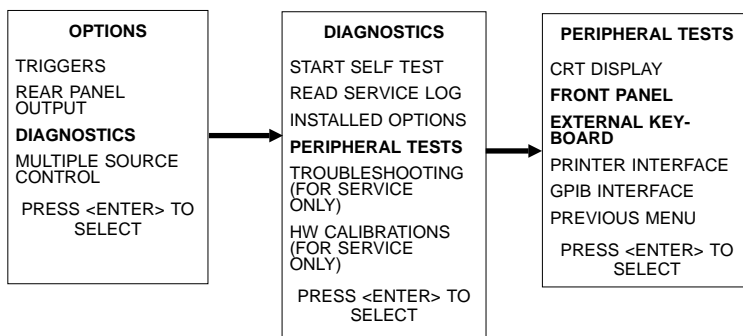 OPTIONS
TRIGGERS
REAR PANEL
OUTPUT
DIAGNOSTICS
MULTIPLE SOURCE
CONTROL
PRESS <ENTER> TO
SELECT
DIAGNOSTICS
START SELF TEST
READ SERVICE LOG
INSTALLED OPTIONS
PERIPHERAL TESTS
TROUBLESHOOTING
(FOR SERVICE
ONLY)
HW CALIBRATIONS
(FOR SERVICE
ONLY)
PRESS <ENTER> TO
SELECT
PERIPHERAL TESTS
CRT DISPLAY
FRONT PANEL
EXTERNAL KEY-
BOARD
PRINTER INTERFACE
GPIB INTERFACE
PREVIOUS MENU
PRESS <ENTER> TO
SELECT